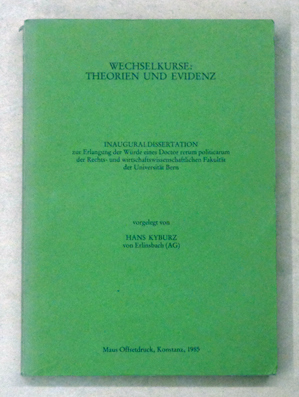 WECHSELKURSE:
THEORIEN UND EVIDENZ
INAUGURALDISSERTATION
zur Erlangung der Würde eines Doctor rerum politicarum
der Rechts- und wirtschaftswissenschaftlichen Fakultät
der Universität Bern
vorgelegt von
HANS KYBURZ
von Erlinsbach (AG)
Maus Offsetdruck, Konstanz, 1985